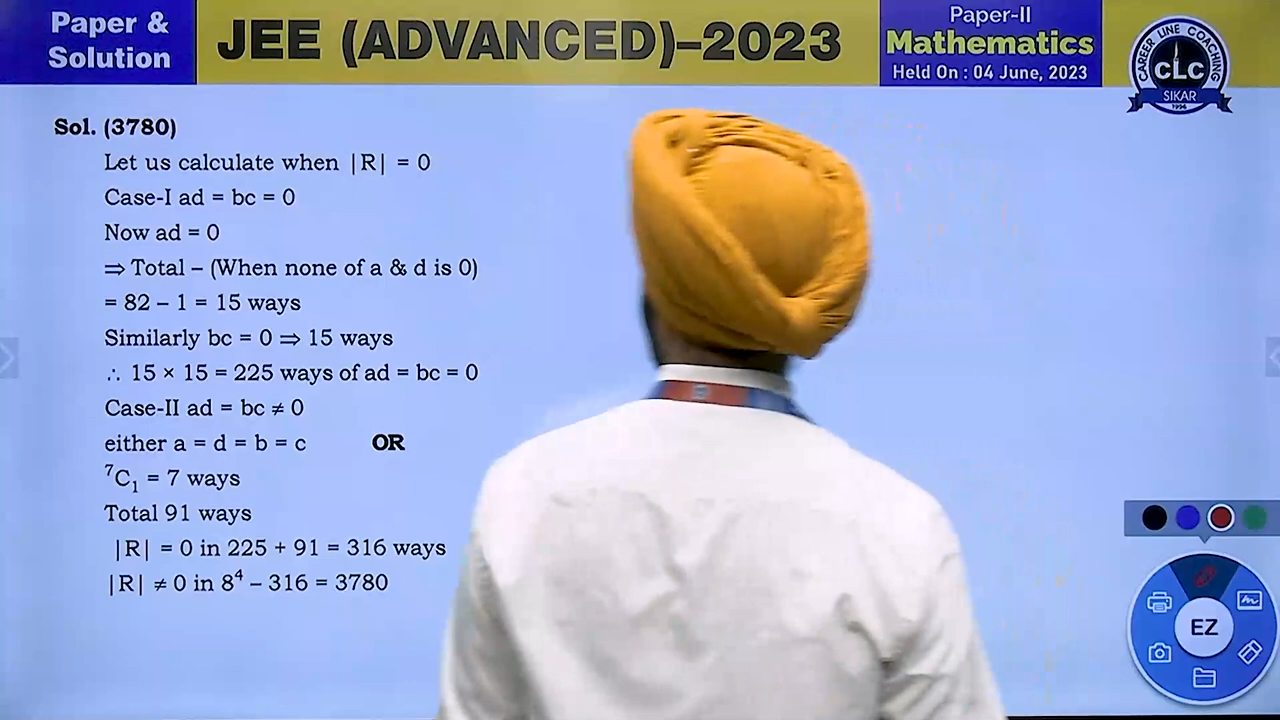 Paper &
Solution
JEE (ADVANCED)–2023
Paper-II
Mathematics
Held On : 04 June, 2023
CAREER LINE COACHING
CLC
SIKAR
1996
Sol. (3780)
Let us calculate when |R| = 0
Case-I ad = bc = 0
Now ad = 0
⇒ Total – (When none of a & d is 0)
= 82 – 1 = 15 ways
Similarly bc = 0 ⇒ 15 ways
∴ 15 × 15 = 225 ways of ad = bc = 0
Case-II ad = bc ≠ 0
either a = d = b = c OR
⁷C₁ = 7 ways
Total 91 ways
|R| = 0 in 225 + 91 = 316 ways
|R| ≠ 0 in 8⁴ – 316 = 3780
EZ